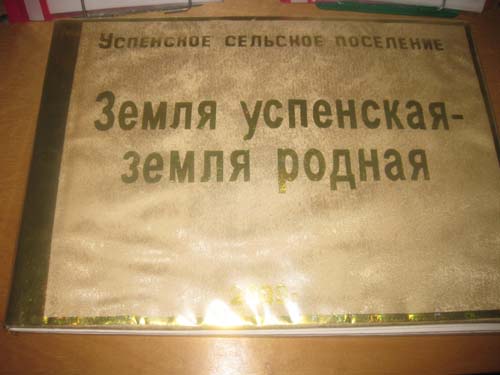 Успенское сельское поселение
Земля успенская-
земля родная